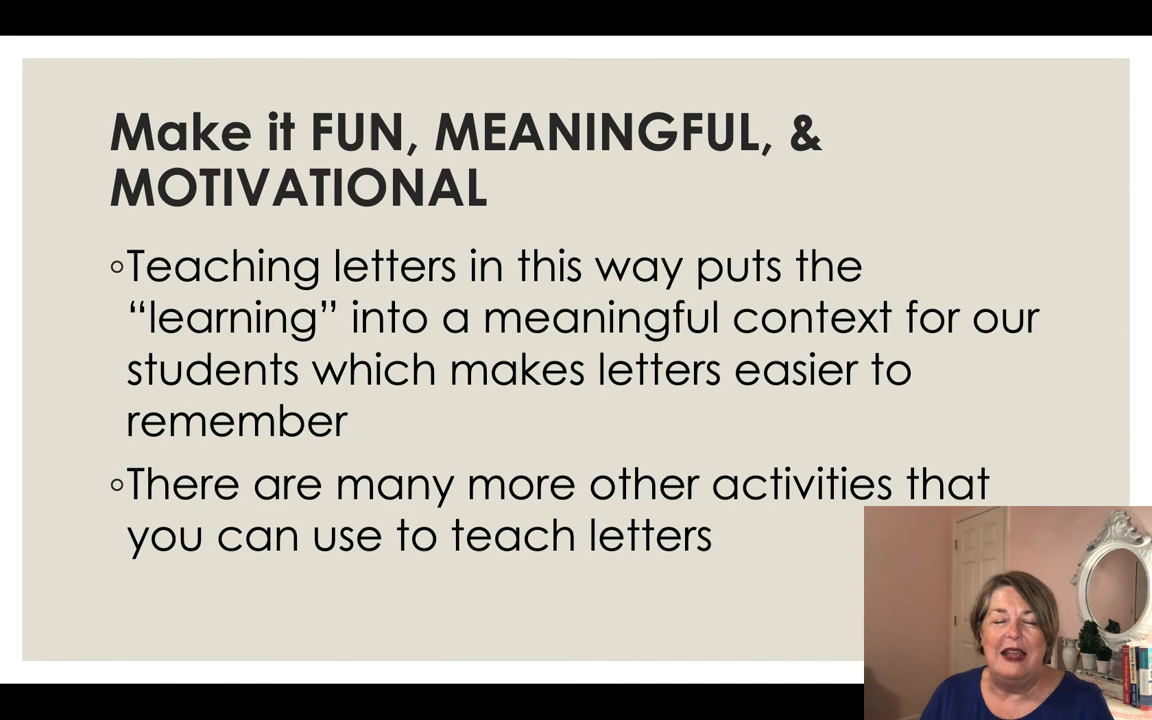 Make it FUN, MEANINGFUL, &
MOTIVATIONAL
◦Teaching letters in this way puts the
“learning” into a meaningful context for our
students which makes letters easier to
remember
◦There are many more other activities that
you can use to teach letters